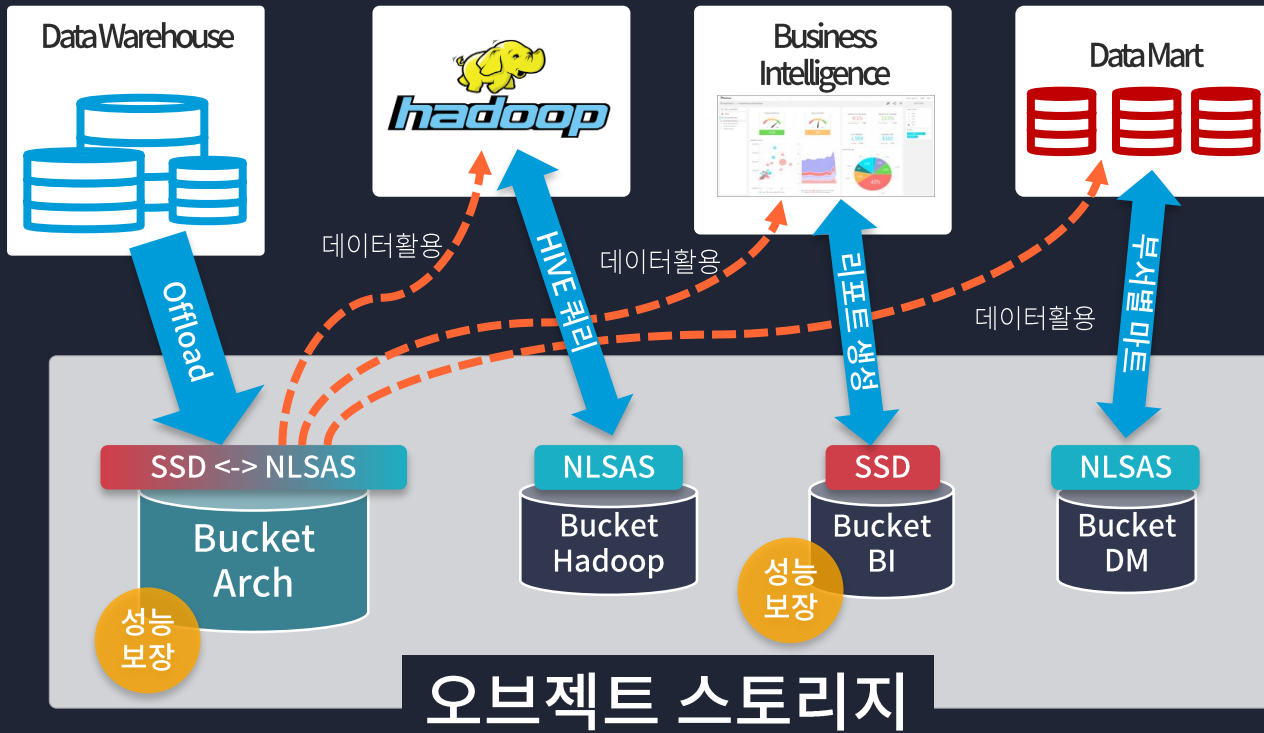 Data Warehouse
hadoop
Business
Intelligence
Data Mart
데이터활용
데이터활용
데이터활용
Offload
HIVE 쿼리
리포트 생성
부서별 마트
SSD <-> NLSAS
NLSAS
SSD
NLSAS
Bucket
Arch
Bucket
Hadoop
Bucket
BI
Bucket
DM
성능
보장
성능
보장
오브젝트 스토리지